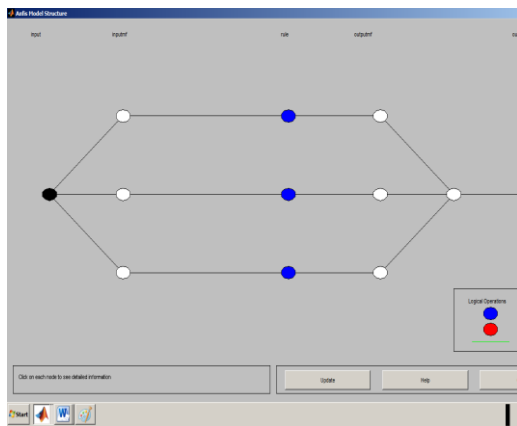 Anfis Model Structure
input inputmf rule outputmf
Logical Operations
Click on each node to see detailed information.
Update Help
Start